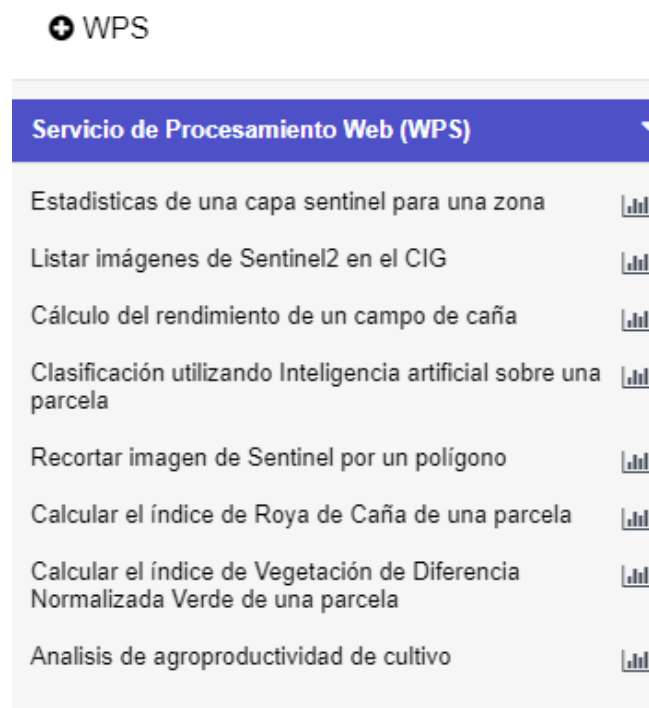 WPS
Servicio de Procesamiento Web (WPS)
Estadisticas de una capa sentinel para una zona
Listar imágenes de Sentinel2 en el CIG
Cálculo del rendimiento de un campo de caña
Clasificación utilizando Inteligencia artificial sobre una
parcela
Recortar imagen de Sentinel por un polígono
Calcular el índice de Roya de Caña de una parcela
Calcular el índice de Vegetación de Diferencia
Normalizada Verde de una parcela
Analisis de agroproductividad de cultivo